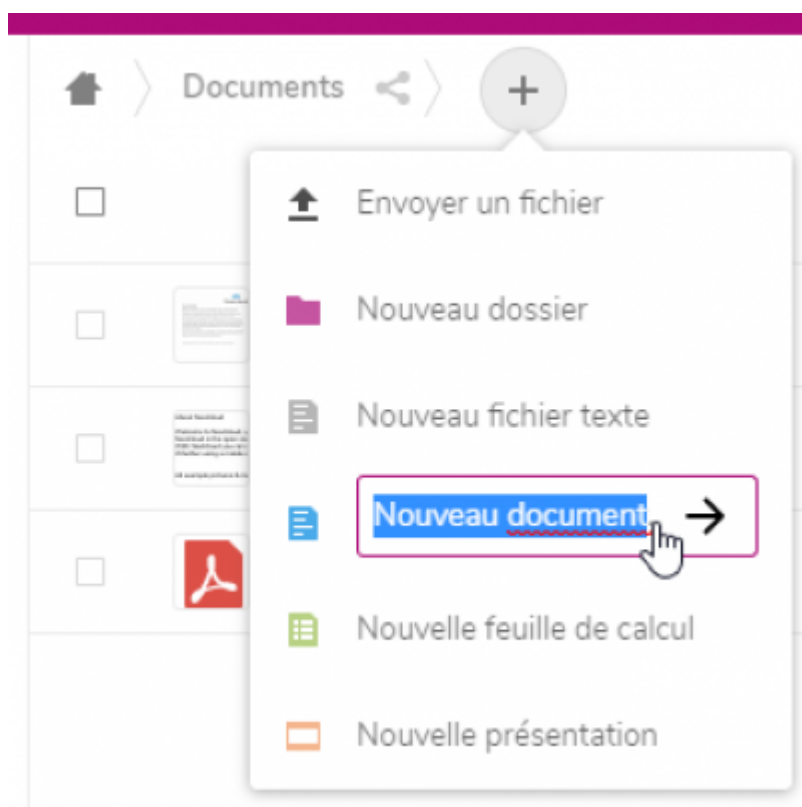 Documents
Envoyer un fichier
Nouveau dossier
Nouveau fichier texte
Nouveau document
Nouvelle feuille de calcul
Nouvelle présentation